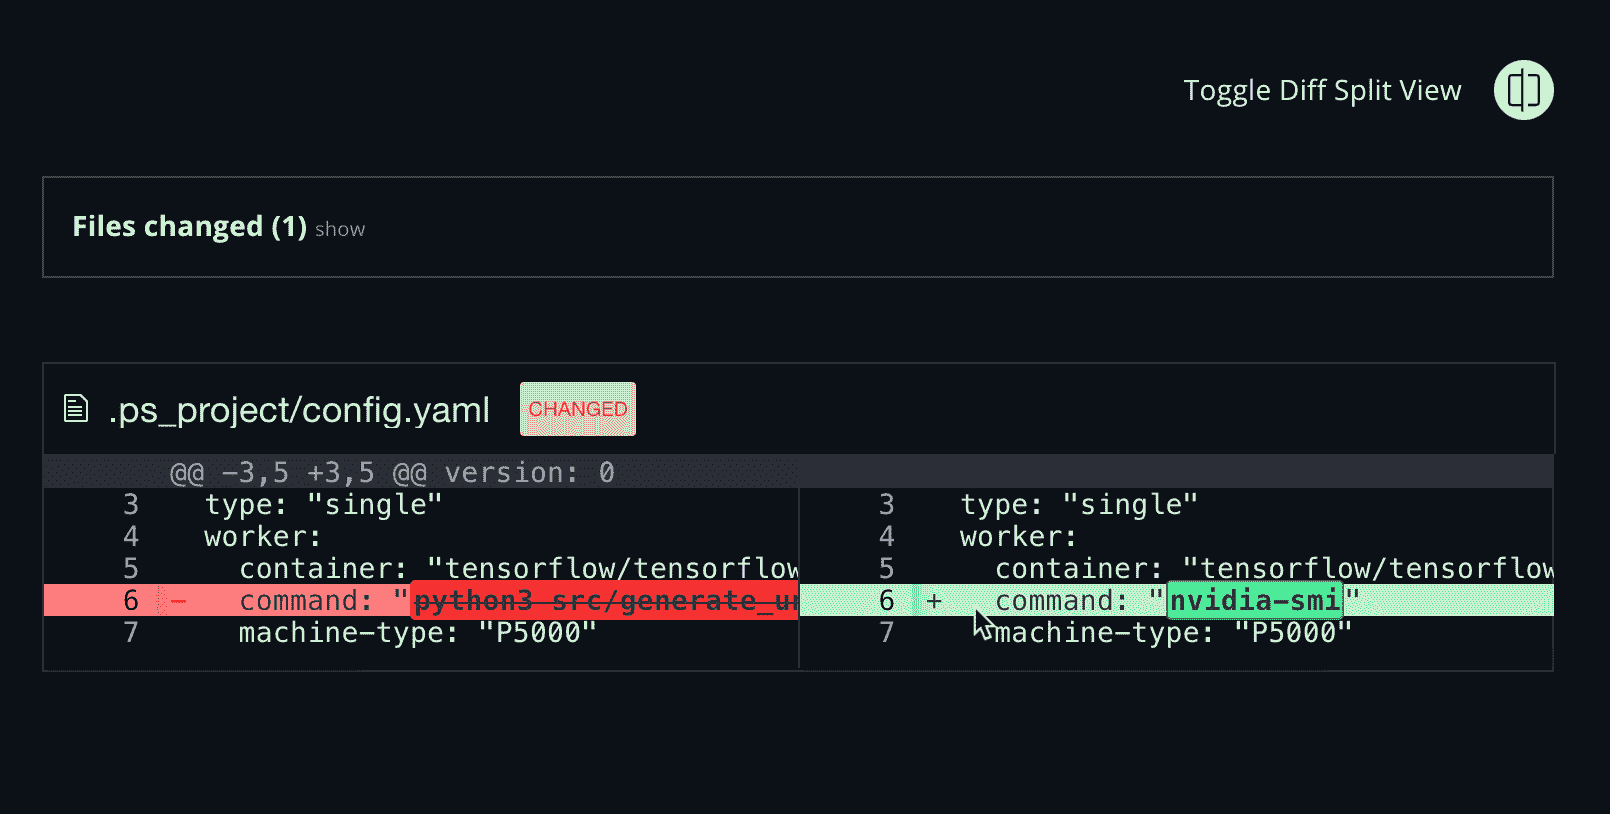 Toggle Diff Split View
Files changed (1) show
.ps_project/config.yaml CHANGED
@@ -3,5 +3,5 @@ version: 0
3 type: "single"
4 worker:
5 container: "tensorflow/tensorflow
6 - command: "python3 src/generate_
7 machine-type: "P5000"
3 type: "single"
4 worker:
5 container: "tensorflow/tensorflow
6 + command: "nvidia-smi"
7 machine-type: "P5000"